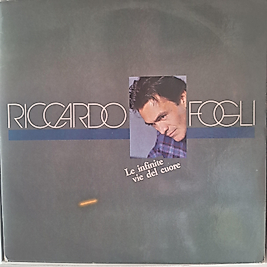 RICCARDO FOGLI
Le infinite
vie del cuore